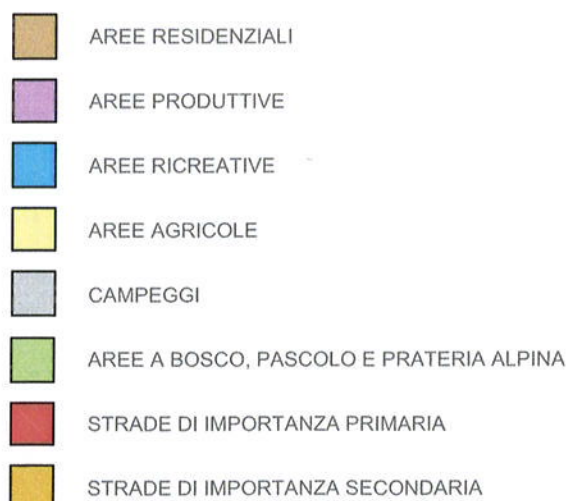 AREE RESIDENZIALI
AREE PRODUTTIVE
AREE RICREATIVE
AREE AGRICOLE
CAMPEGGI
AREE A BOSCO, PASCOLO E PRATERIA ALPINA
STRADE DI IMPORTANZA PRIMARIA
STRADE DI IMPORTANZA SECONDARIA